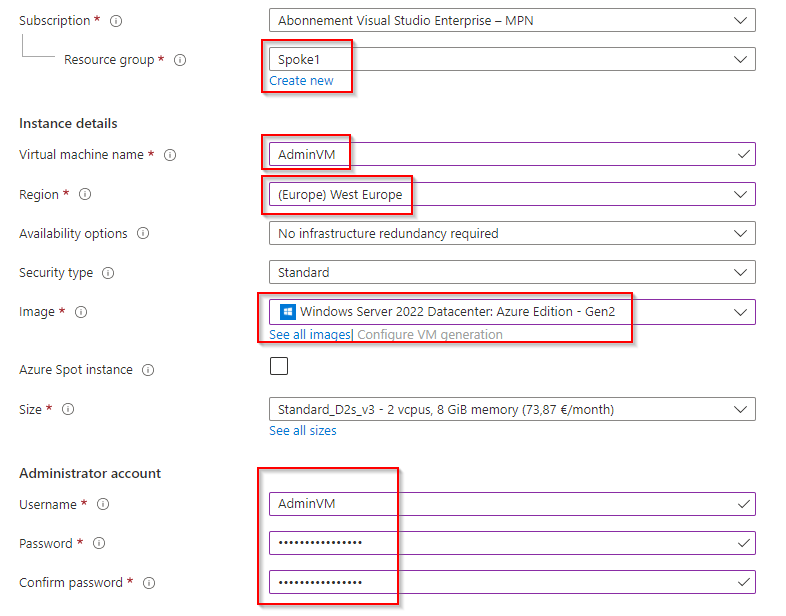 Subscription * Abonnement Visual Studio Enterprise – MPN
Resource group * Spoke1
Create new
Instance details
Virtual machine name * AdminVM
Region * (Europe) West Europe
Availability options No infrastructure redundancy required
Security type Standard
Image * Windows Server 2022 Datacenter: Azure Edition - Gen2
See all images| Configure VM generation
Azure Spot instance
Size * Standard_D2s_v3 - 2 vcpus, 8 GiB memory (73,87 €/month)
See all sizes
Administrator account
Username * AdminVM
Password * ••••••••••••••••
Confirm password * ••••••••••••••••